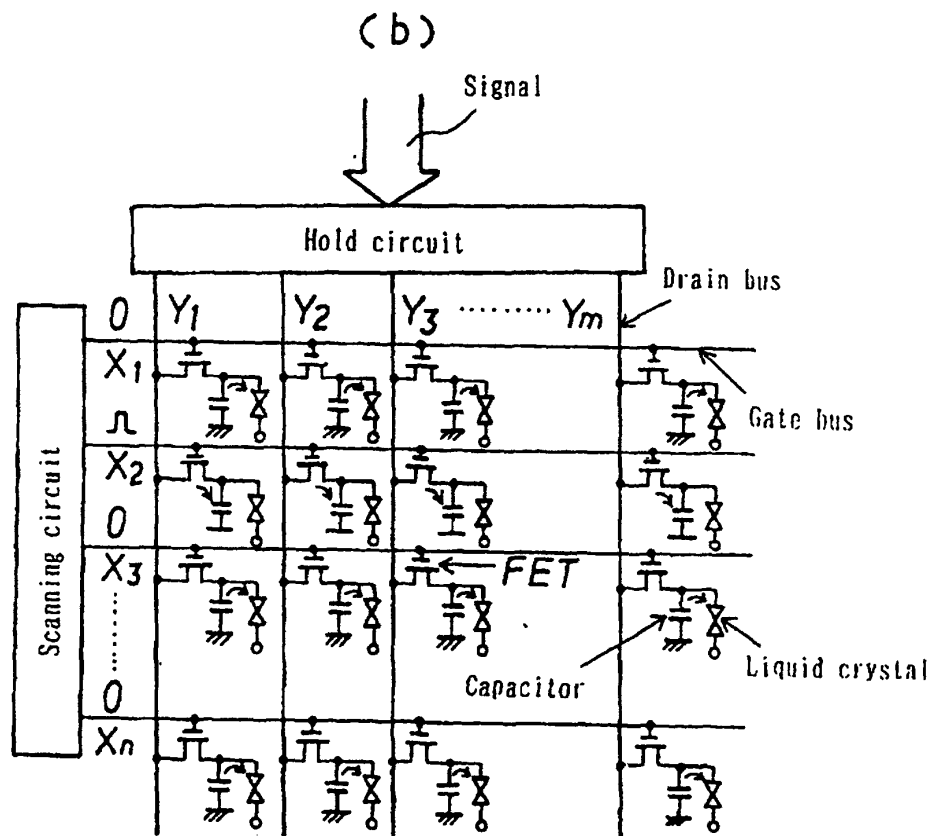 (b)
Signal
Hold circuit
Drain bus
0 Y1 Y2 Y3 ......... Ym
X1
Gate bus
X2
0
X3
FET
Scanning circuit
......
Liquid crystal
Capacitor
0
Xn